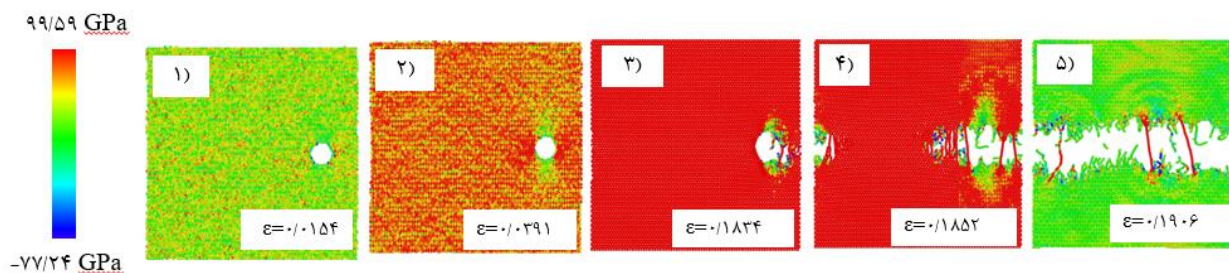 ۹۹/۵۹ GPa
-۷۷/۲۴ GPa
۱)
ε=۰/۰۱۵۴
۲)
ε=۰/۰۳۹۱
۳)
ε=۰/۱۸۳۴
۴)
ε=۰/۱۸۵۲
۵)
ε=۰/۱۹۰۶